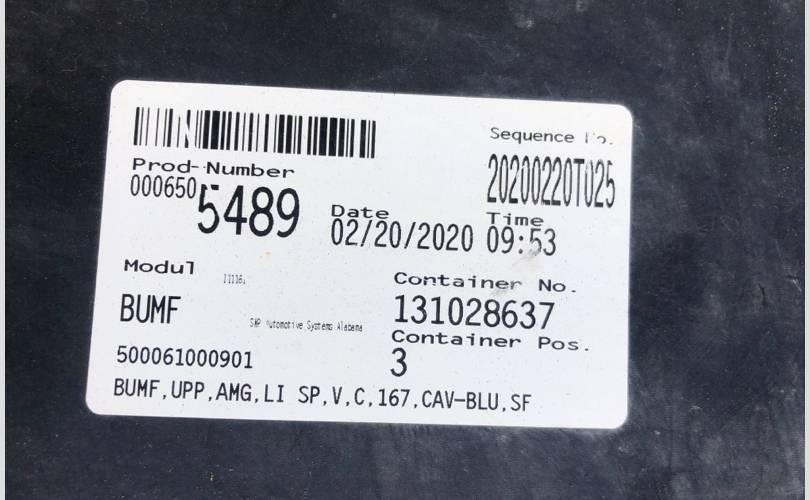 Sequence No.
Prod-Number
20200220T025
000650 5489
Date
Time
02/20/2020
09:53
Modul
Container No.
BUMF
131028637
Automotive Systems Alabama
Container Pos.
500061000901
3
BUMF,UPP,AMG,LI SP,V,C,167,CAV-BLU,SF